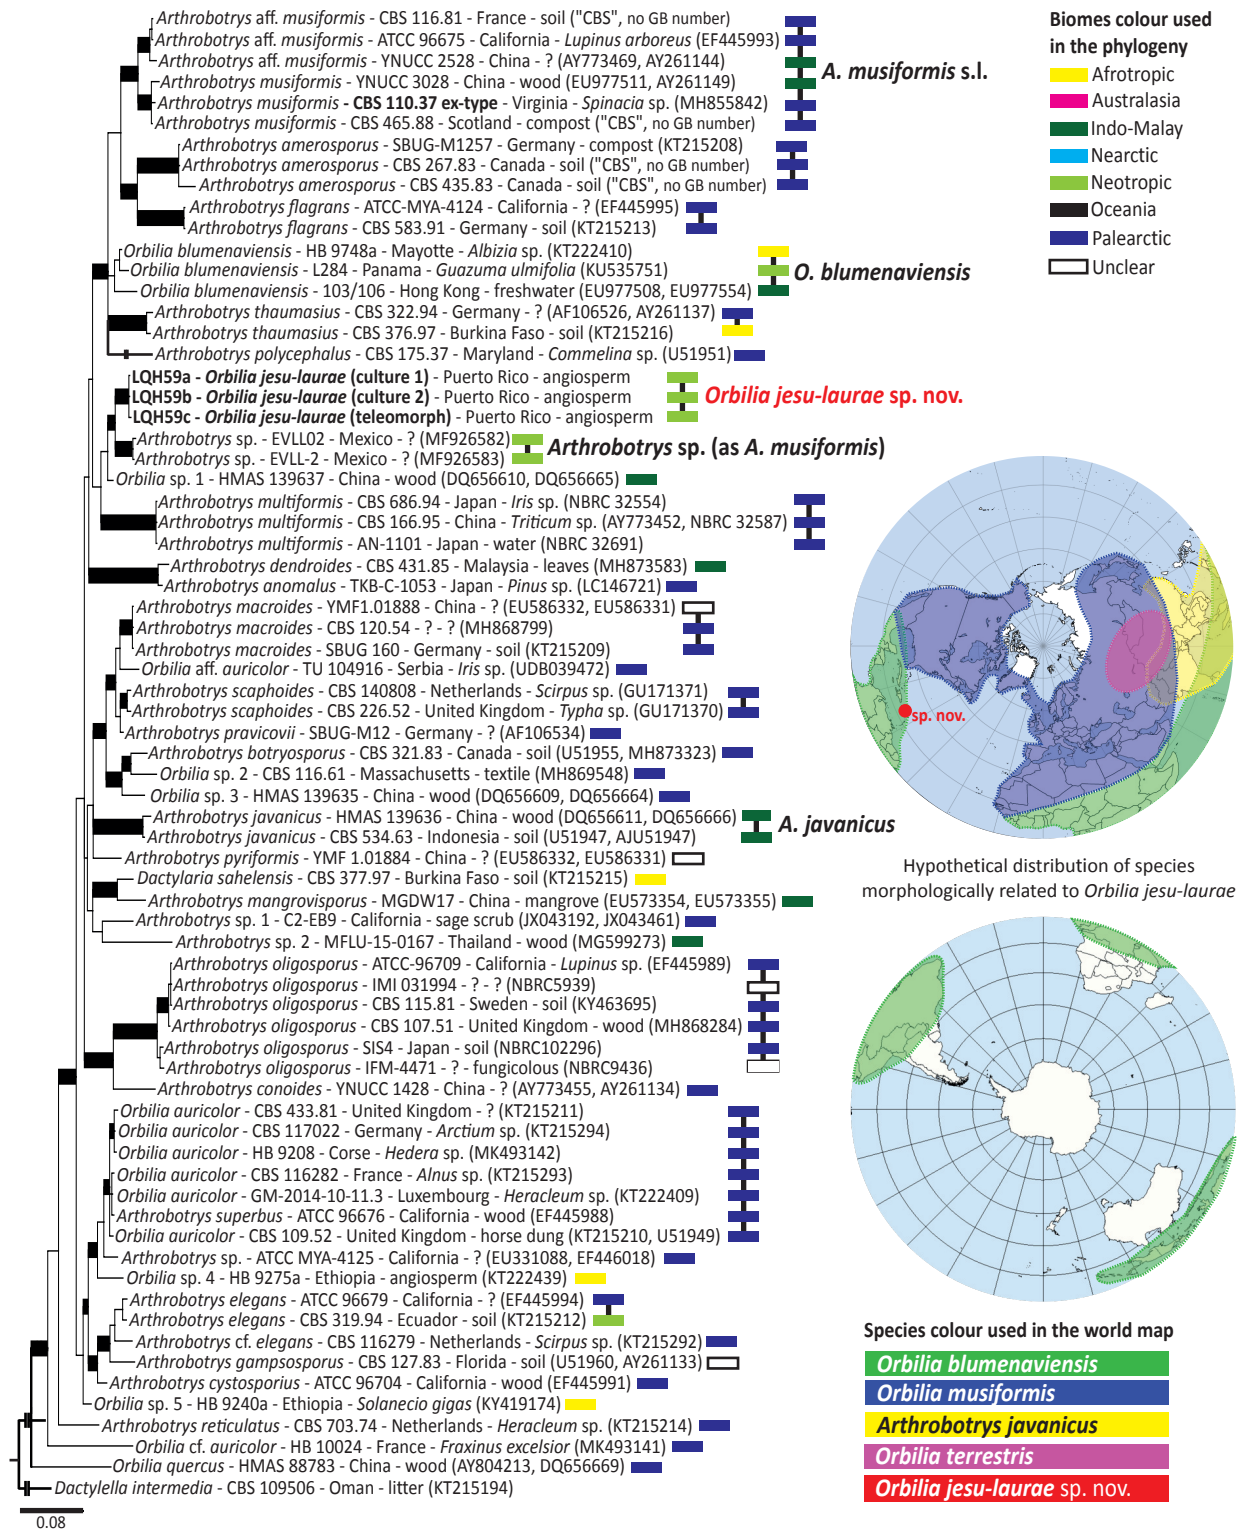 Arthrobotrys aff. musiformis - CBS 116.81 - France - soil ("CBS", no GB number)
Arthrobotrys aff. musiformis - ATCC 96675 - California - Lupinus arboreus (EF445993)
Arthrobotrys aff. musiformis - YNUCC 2528 - China - ? (AY773469, AY261144)
Arthrobotrys musiformis - YNUCC 3028 - China - wood (EU977511, AY261149)
Arthrobotrys musiformis - CBS 110.37 ex-type - Virginia - Spinacia sp. (MH855842)
Arthrobotrys musiformis - CBS 465.88 - Scotland - compost ("CBS", no GB number)
A. musiformis s.l.
Arthrobotrys amerosporus - SBUG-M1257 - Germany - compost (KT215208)
Arthrobotrys amerosporus - CBS 267.83 - Canada - soil ("CBS", no GB number)
Arthrobotrys amerosporus - CBS 435.83 - Canada - soil ("CBS", no GB number)
Arthrobotrys flagrans - ATCC-MYA-4124 - California - ? (EF445995)
Arthrobotrys flagrans - CBS 583.91 - Germany - soil (KT215213)
Orbilia blumenaviensis - HB 9748a - Mayotte - Albizia sp. (KT222410)
Orbilia blumenaviensis - L284 - Panama - Guazuma ulmifolia (KU535751)
Orbilia blumenaviensis - 103/106 - Hong Kong - freshwater (EU977508, EU977554)
O. blumenaviensis
Arthrobotrys thaumasius - CBS 322.94 - Germany - ? (AF106526, AY261137)
Arthrobotrys thaumasius - CBS 376.97 - Burkina Faso - soil (KT215216)
Arthrobotrys polycephalus - CBS 175.37 - Maryland - Commelina sp. (U51951)
LQH59a - Orbilia jesu-laurae (culture 1) - Puerto Rico - angiosperm
LQH59b - Orbilia jesu-laurae (culture 2) - Puerto Rico - angiosperm
LQH59c - Orbilia jesu-laurae (teleomorph) - Puerto Rico - angiosperm
Orbilia jesu-laurae sp. nov.
Arthrobotrys sp. - EVLL02 - Mexico - ? (MF926582)
Arthrobotrys sp. - EVLL-2 - Mexico - ? (MF926583)
Arthrobotrys sp. (as A. musiformis)
Orbilia sp. 1 - HMAS 139637 - China - wood (DQ656610, DQ656665)
Arthrobotrys multiformis - CBS 686.94 - Japan - Iris sp. (NBRC 32554)
Arthrobotrys multiformis - CBS 166.95 - China - Triticum sp. (AY773452, NBRC 32587)
Arthrobotrys multiformis - AN-1101 - Japan - water (NBRC 32691)
Arthrobotrys dendroides - CBS 431.85 - Malaysia - leaves (MH873583)
Arthrobotrys anomalus - TKB-C-1053 - Japan - Pinus sp. (LC146721)
Arthrobotrys macroides - YMF1.01888 - China - ? (EU586332, EU586331)
Arthrobotrys macroides - CBS 120.54 - ? - ? (MH868799)
Arthrobotrys macroides - SBUG 160 - Germany - soil (KT215209)
Orbilia aff. auricolor - TU 104916 - Serbia - Iris sp. (UDB039472)
Arthrobotrys scaphoides - CBS 140808 - Netherlands - Scirpus sp. (GU171371)
Arthrobotrys scaphoides - CBS 226.52 - United Kingdom - Typha sp. (GU171370)
Arthrobotrys pravicovii - SBUG-M12 - Germany - ? (AF106534)
Arthrobotrys botryosporus - CBS 321.83 - Canada - soil (U51955, MH873323)
Orbilia sp. 2 - CBS 116.61 - Massachusetts - textile (MH869548)
Orbilia sp. 3 - HMAS 139635 - China - wood (DQ656609, DQ656664)
Arthrobotrys javanicus - HMAS 139636 - China - wood (DQ656611, DQ656666)
Arthrobotrys javanicus - CBS 534.63 - Indonesia - soil (U51947, AJU51947)
A. javanicus
Arthrobotrys pyriformis - YMF 1.01884 - China - ? (EU586332, EU586331)
Dactylaria sahelensis - CBS 377.97 - Burkina Faso - soil (KT215215)
Arthrobotrys mangrovisporus - MGDW17 - China - mangrove (EU573354, EU573355)
Arthrobotrys sp. 1 - C2-EB9 - California - sage scrub (JX043192, JX043461)
Arthrobotrys sp. 2 - MFLU-15-0167 - Thailand - wood (MG599273)
Arthrobotrys oligosporus - ATCC-96709 - California - Lupinus sp. (EF445989)
Arthrobotrys oligosporus - IMI 031994 - ? - ? (NBRC5939)
Arthrobotrys oligosporus - CBS 115.81 - Sweden - soil (KY463695)
Arthrobotrys oligosporus - CBS 107.51 - United Kingdom - wood (MH868284)
Arthrobotrys oligosporus - SIS4 - Japan - soil (NBRC102296)
Arthrobotrys oligosporus - IFM-4471 - ? - fungicolous (NBRC9436)
Arthrobotrys conoides - YNUCC 1428 - China - ? (AY773455, AY261134)
Orbilia auricolor - CBS 433.81 - United Kingdom - ? (KT215211)
Orbilia auricolor - CBS 117022 - Germany - Arctium sp. (KT215294)
Orbilia auricolor - HB 9208 - Corse - Hedera sp. (MK493142)
Orbilia auricolor - CBS 116282 - France - Alnus sp. (KT215293)
Orbilia auricolor - GM-2014-10-11.3 - Luxembourg - Heracleum sp. (KT222409)
Arthrobotrys superbus - ATCC 96676 - California - wood (EF445988)
Orbilia auricolor - CBS 109.52 - United Kingdom - horse dung (KT215210, U51949)
Arthrobotrys sp. - ATCC MYA-4125 - California - ? (EU331088, EF446018)
Orbilia sp. 4 - HB 9275a - Ethiopia - angiosperm (KT222439)
Arthrobotrys elegans - ATCC 96679 - California - ? (EF445994)
Arthrobotrys elegans - CBS 319.94 - Ecuador - soil (KT215212)
Arthrobotrys cf. elegans - CBS 116279 - Netherlands - Scirpus sp. (KT215292)
Arthrobotrys gampsosporus - CBS 127.83 - Florida - soil (U51960, AY261133)
Arthrobotrys cystosporius - ATCC 96704 - California - wood (EF445991)
Orbilia sp. 5 - HB 9240a - Ethiopia - Solanecio gigas (KY419174)
Arthrobotrys reticulatus - CBS 703.74 - Netherlands - Heracleum sp. (KT215214)
Orbilia cf. auricolor - HB 10024 - France - Fraxinus excelsior (MK493141)
Orbilia quercus - HMAS 88783 - China - wood (AY804213, DQ656669)
Dactylella intermedia - CBS 109506 - Oman - litter (KT215194)
0.08
Biomes colour used
in the phylogeny
Afrotropic
Australasia
Indo-Malay
Nearctic
Neotropic
Oceania
Palearctic
Unclear
sp. nov.
Hypothetical distribution of species
morphologically related to Orbilia jesu-laurae
Species colour used in the world map
Orbilia blumenaviensis
Orbilia musiformis
Arthrobotrys javanicus
Orbilia terrestris
Orbilia jesu-laurae sp. nov.